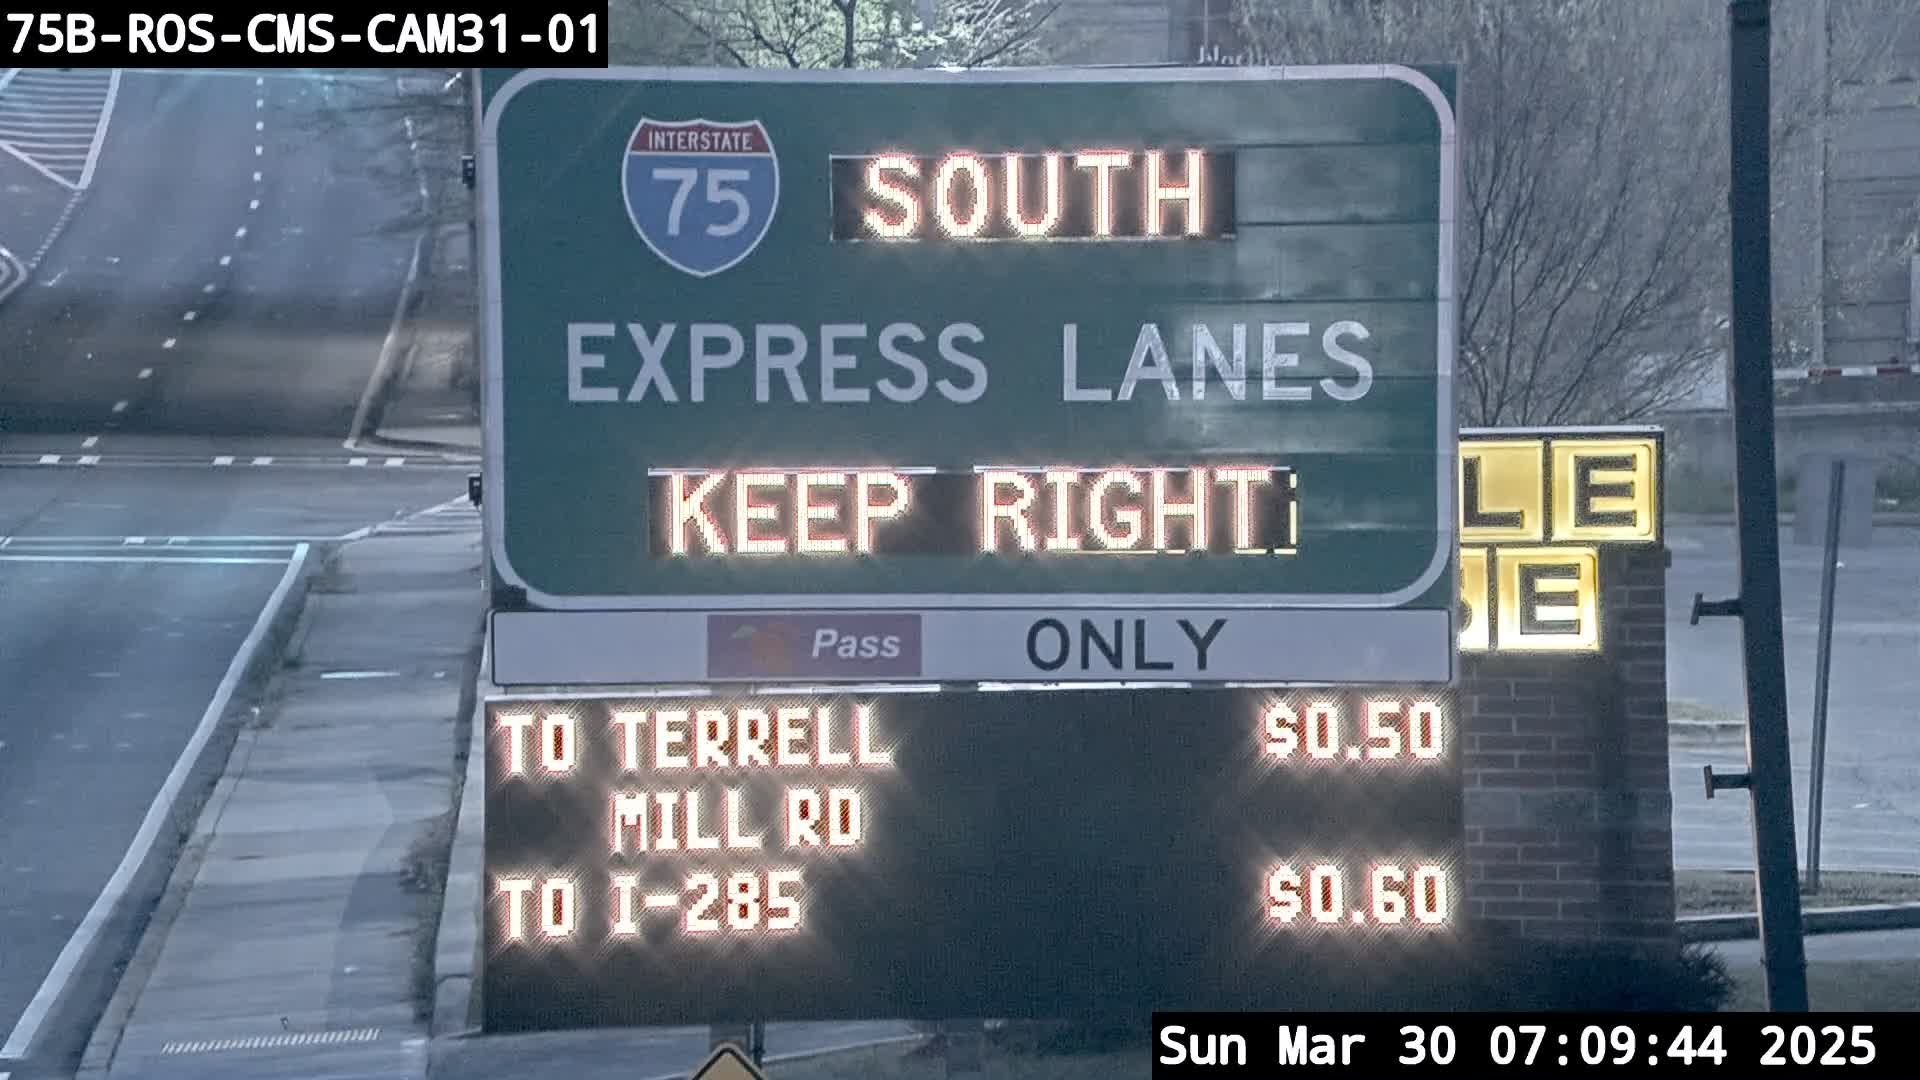 75B-ROS-CMS-CAM31-01
INTERSTATE
75
SOUTH
EXPRESS LANES
KEEP RIGHT
Pass ONLY
TO TERRELL $0.50
MILL RD
TO I-285 $0.60
LE
E
Sun Mar 30 07:09:44 2025